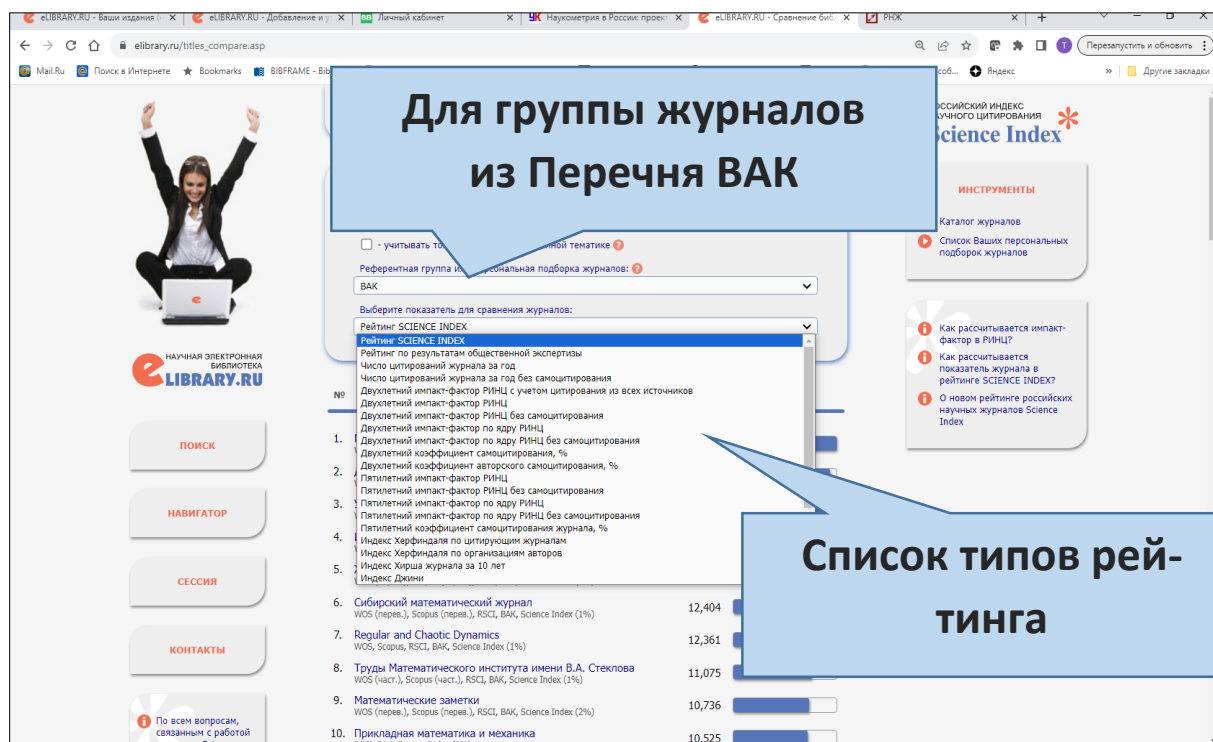 eLIBRARY.RU - Ваши издания
eLIBRARY.RU - Добавление и у
Личный кабинет
Наукометрия в России: проект
eLIBRARY.RU - Сравнение биб
РНЖ
elibrary.ru/titles_compare.asp
Перезапустить и обновить
Mail.Ru
Поиск в Интернете
Bookmarks
BIBFRAME - Bib
Яндекс
Другие закладки
Для группы журналов
из Перечня ВАК
НАУЧНОГО ЦИТИРОВАНИЯ
Science Index
ИНСТРУМЕНТЫ
Каталог журналов
Список Ваших персональных
подборок журналов
- учитывать
тематике
Референтная группа
персональная подборка журналов:
ВАК
Выберите показатель для сравнения журналов:
Рейтинг SCIENCE INDEX
Рейтинг SCIENCE INDEX
Рейтинг по результатам общественной экспертизы
Число цитирований журнала за год
Число цитирований журнала за год без самоцитирования
Двухлетний импакт-фактор РИНЦ с учетом цитирования из всех источников
Двухлетний импакт-фактор РИНЦ
Двухлетний импакт-фактор РИНЦ без самоцитирования
Двухлетний импакт-фактор по ядру РИНЦ
Двухлетний импакт-фактор по ядру РИНЦ без самоцитирования
Двухлетний коэффициент самоцитирования, %
Двухлетний коэффициент авторского самоцитирования, %
Пятилетний импакт-фактор РИНЦ
Пятилетний импакт-фактор РИНЦ без самоцитирования
Пятилетний импакт-фактор по ядру РИНЦ
Пятилетний импакт-фактор по ядру РИНЦ без самоцитирования
Пятилетний коэффициент самоцитирования журнала, %
Индекс Херфиндаля по цитирующим журналам
Индекс Херфиндаля по организациям авторов
Индекс Хирша журнала за 10 лет
Индекс Джини
Как рассчитывается импакт-
фактор в РИНЦ?
Как рассчитывается
показатель журнала в
рейтинге SCIENCE INDEX?
О новом рейтинге российских
научных журналов Science
Index
НАУЧНАЯ ЭЛЕКТРОННАЯ
БИБЛИОТЕКА
LIBRARY.RU
ПОИСК
НАВИГАТОР
СЕССИЯ
КОНТАКТЫ
По всем вопросам,
связанным с работой
№
1.
2.
3.
4.
5.
6. Сибирский математический журнал 12,404
WOS (перев.), Scopus (перев.), RSCI, ВАК, Science Index (1%)
7. Regular and Chaotic Dynamics 12,361
WOS, Scopus, RSCI, ВАК, Science Index (1%)
8. Труды Математического института имени В.А. Стеклова 11,075
WOS (част.), Scopus (част.), RSCI, ВАК, Science Index (1%)
9. Математические заметки 10,736
WOS (перев.), Scopus (перев.), RSCI, ВАК, Science Index (2%)
10. Прикладная математика и механика 10,525
Список типов рей-
тинга